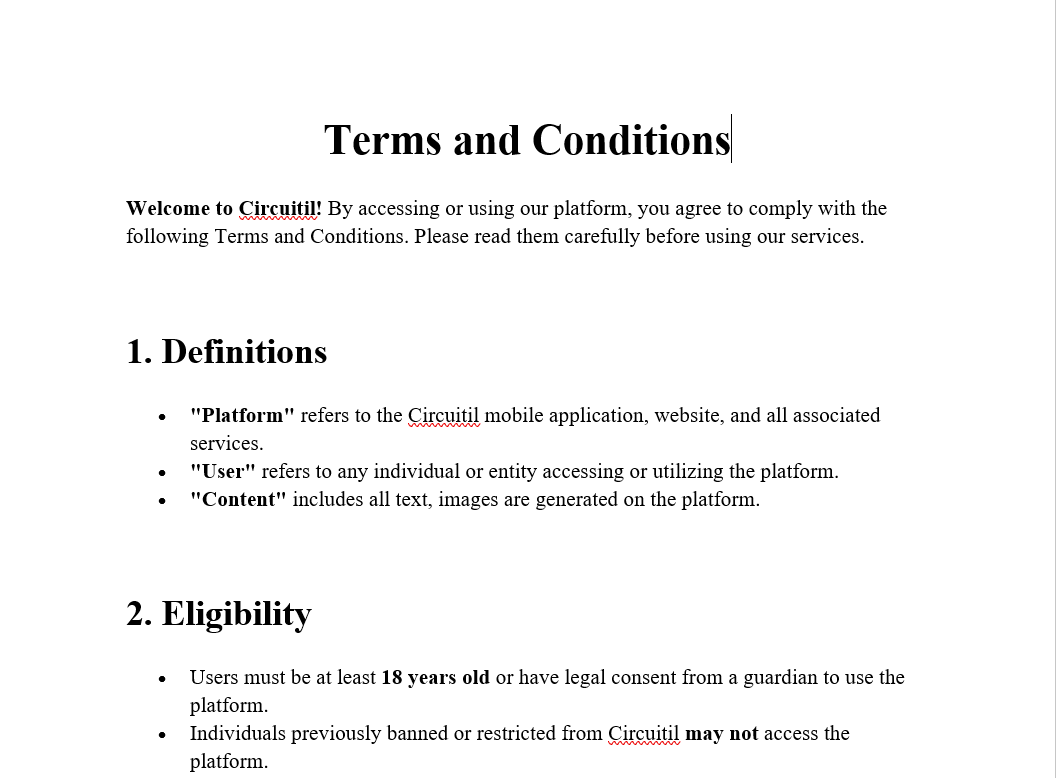 Terms and Conditions
Welcome to Circuitil! By accessing or using our platform, you agree to comply with the
following Terms and Conditions. Please read them carefully before using our services.
1. Definitions
• "Platform" refers to the Circuitil mobile application, website, and all associated
services.
• "User" refers to any individual or entity accessing or utilizing the platform.
• "Content" includes all text, images are generated on the platform.
2. Eligibility
• Users must be at least 18 years old or have legal consent from a guardian to use the
platform.
• Individuals previously banned or restricted from Circuitil may not access the
platform.